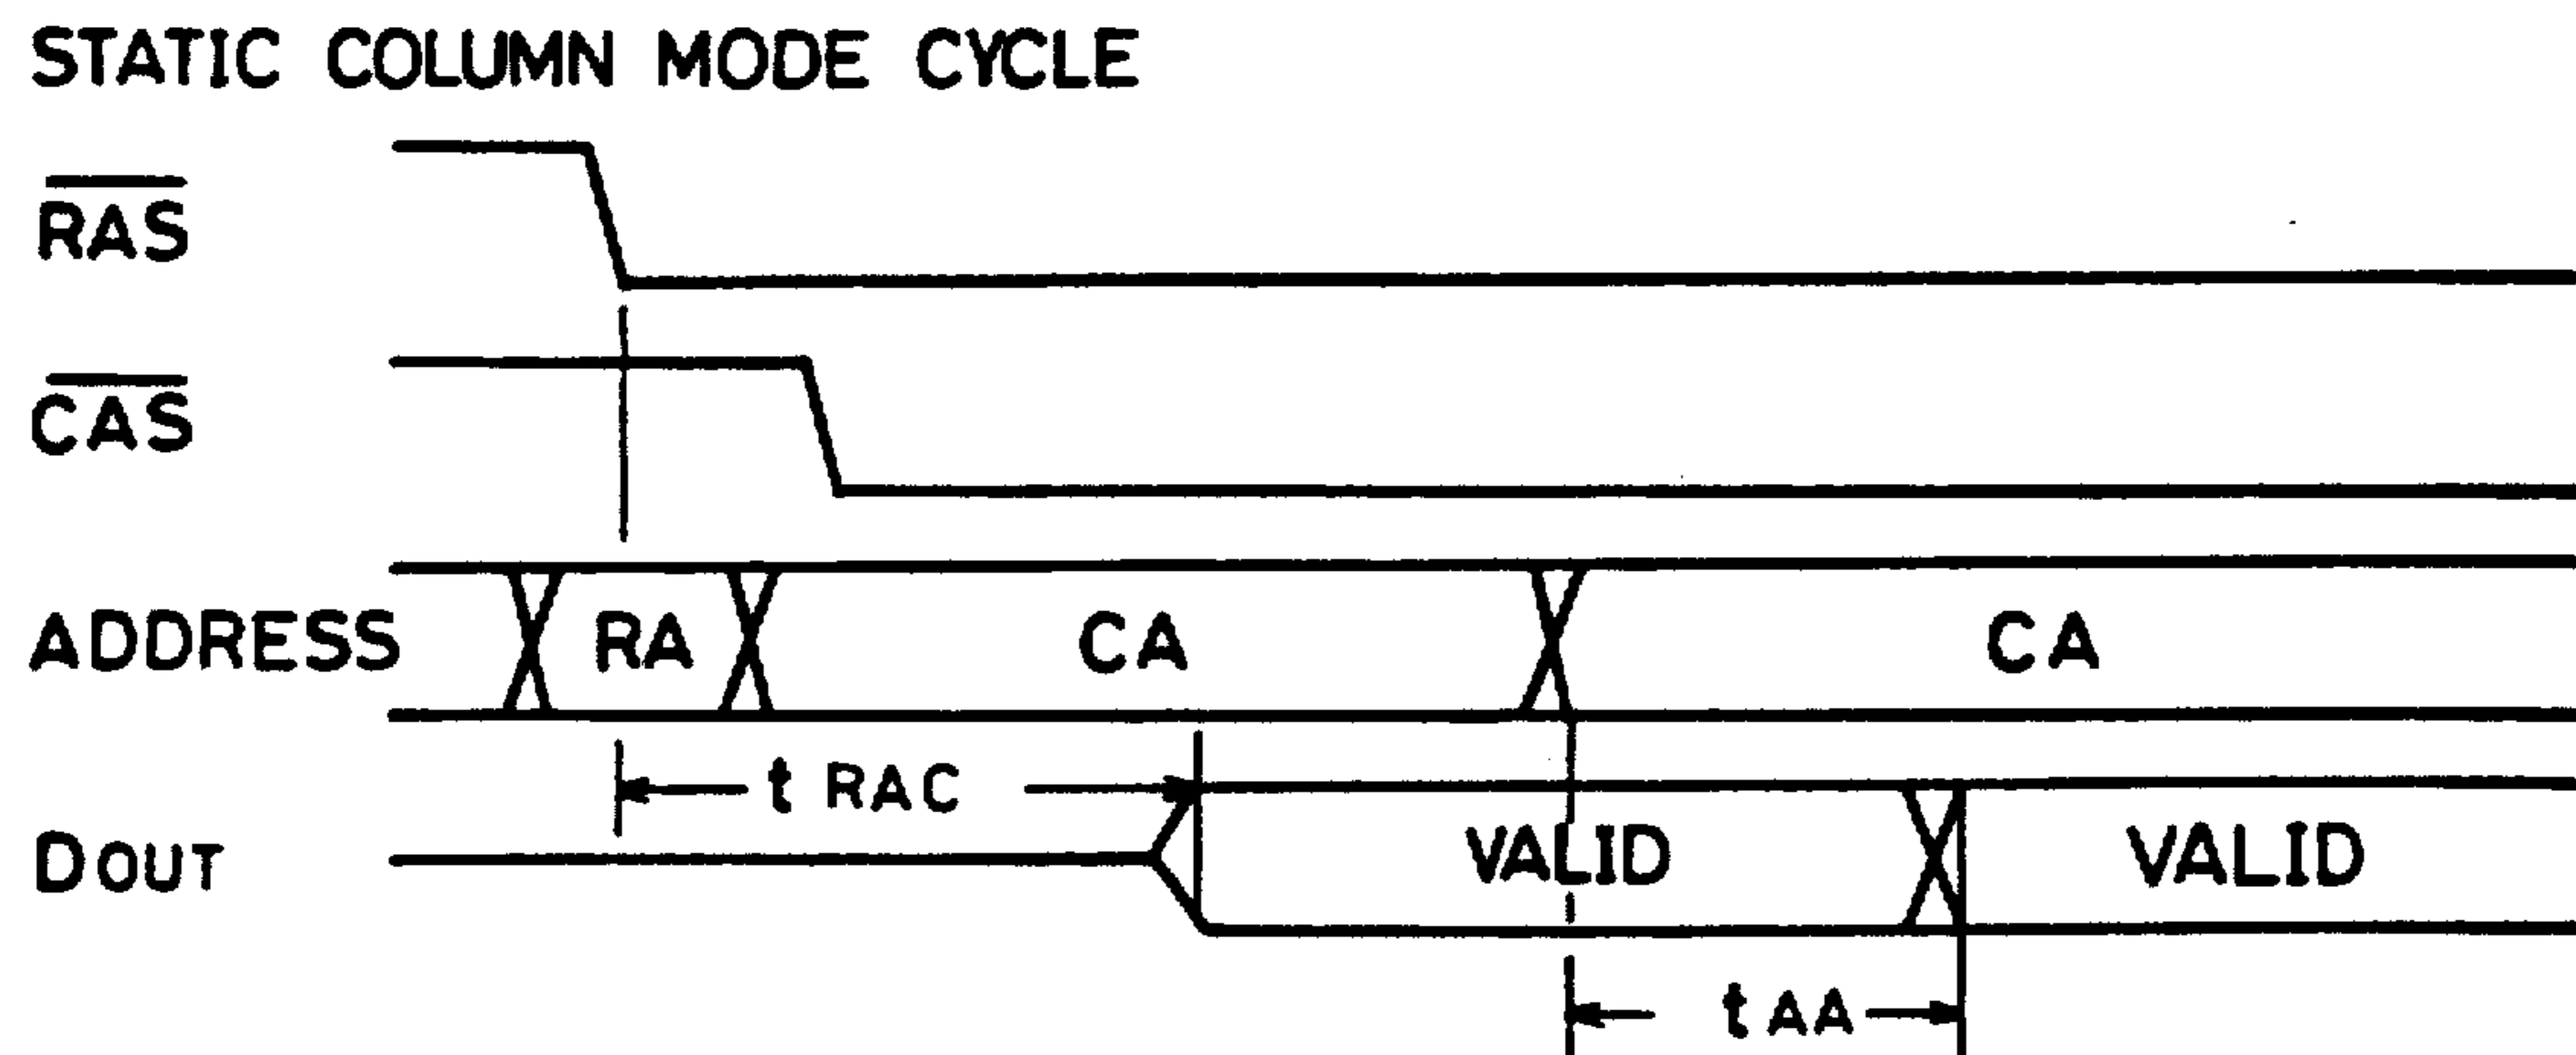 STATIC COLUMN MODE CYCLE
RAS
CAS
ADDRESS RA CA CA
t RAC
DOUT VALID VALID
t AA